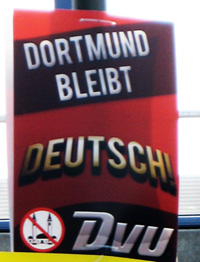 DORTMUND
BLEIBT
DEUTSCH!
DVU